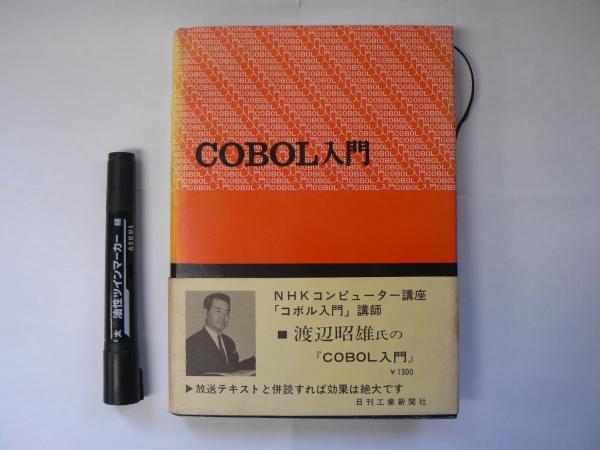 COBOL入門
NHKコンピューター講座
「コボル入門」講師
■ 渡辺昭雄氏の
『COBOL入門』
¥1300
▶放送テキストと併読すれば効果は絶大です
日刊工業新聞社
太 油性ツインマーカー 細
ASKUL